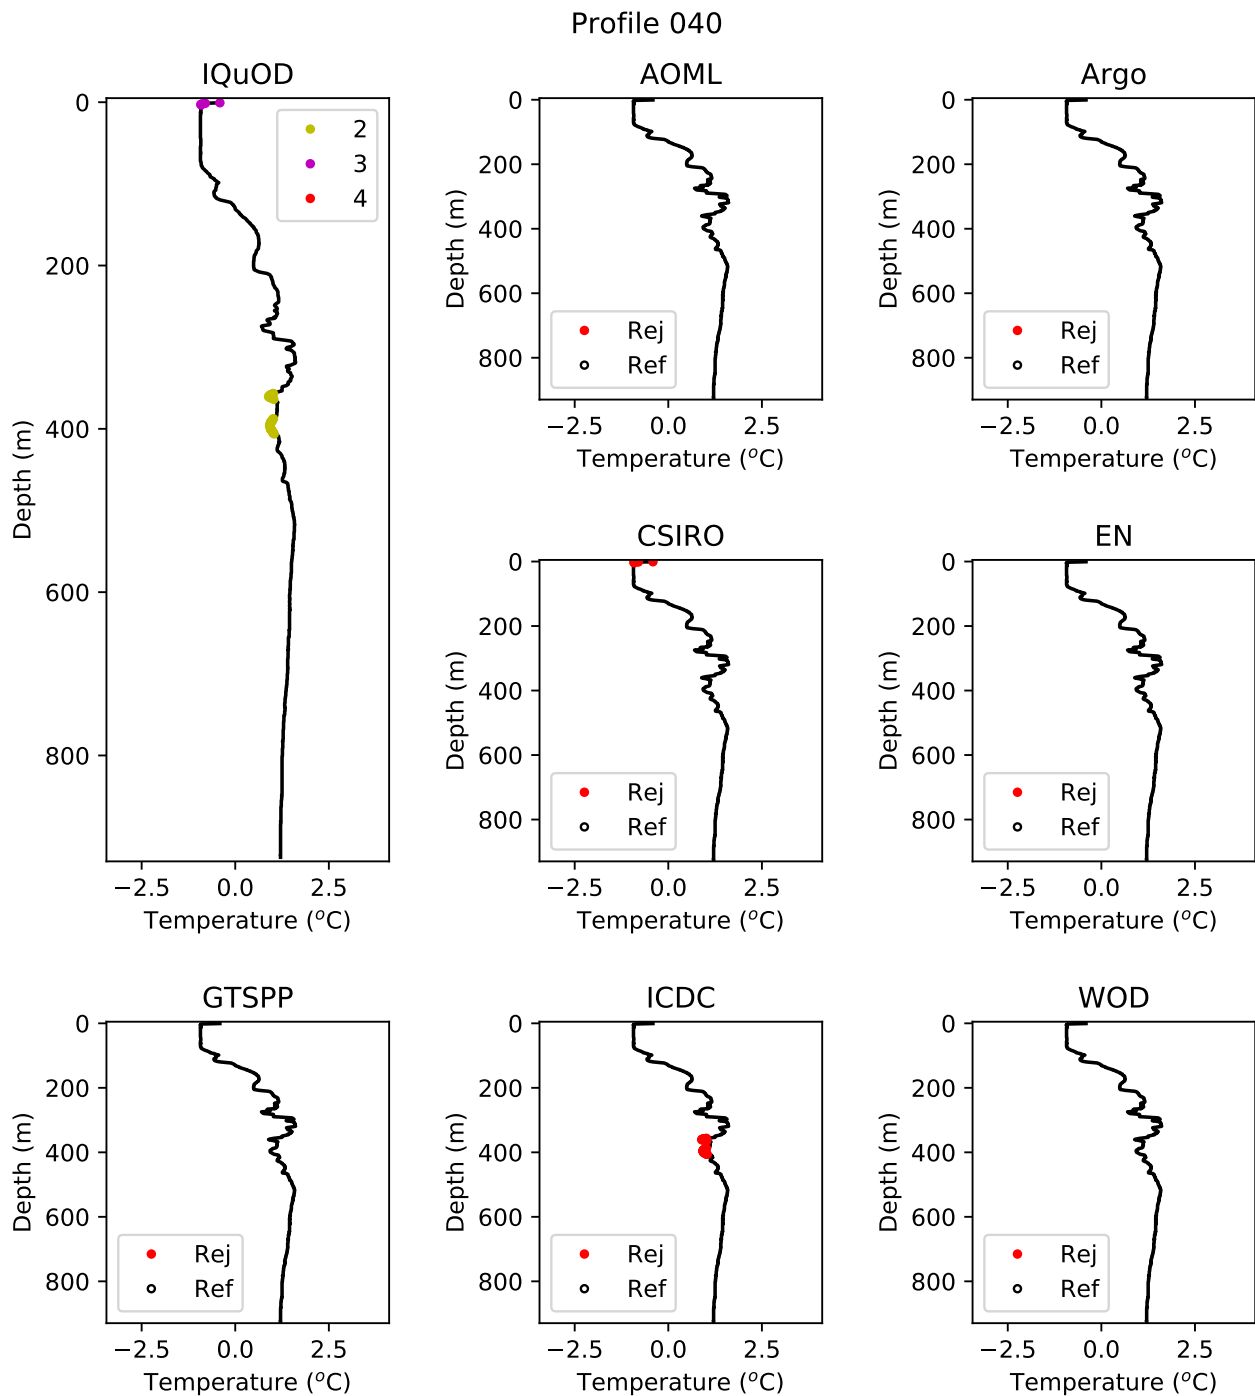 Profile 040
IQuOD
0
200
400
600
800
Depth (m)
2
3
4
−2.5 0.0 2.5
Temperature (°C)
AOML
0
200
400
600
800
Depth (m)
Rej
Ref
−2.5 0.0 2.5
Temperature (°C)
Argo
0
200
400
600
800
Depth (m)
Rej
Ref
−2.5 0.0 2.5
Temperature (°C)
CSIRO
0
200
400
600
800
Depth (m)
Rej
Ref
−2.5 0.0 2.5
Temperature (°C)
EN
0
200
400
600
800
Depth (m)
Rej
Ref
−2.5 0.0 2.5
Temperature (°C)
GTSPP
0
200
400
600
800
Depth (m)
Rej
Ref
−2.5 0.0 2.5
Temperature (°C)
ICDC
0
200
400
600
800
Depth (m)
Rej
Ref
−2.5 0.0 2.5
Temperature (°C)
WOD
0
200
400
600
800
Depth (m)
Rej
Ref
−2.5 0.0 2.5
Temperature (°C)